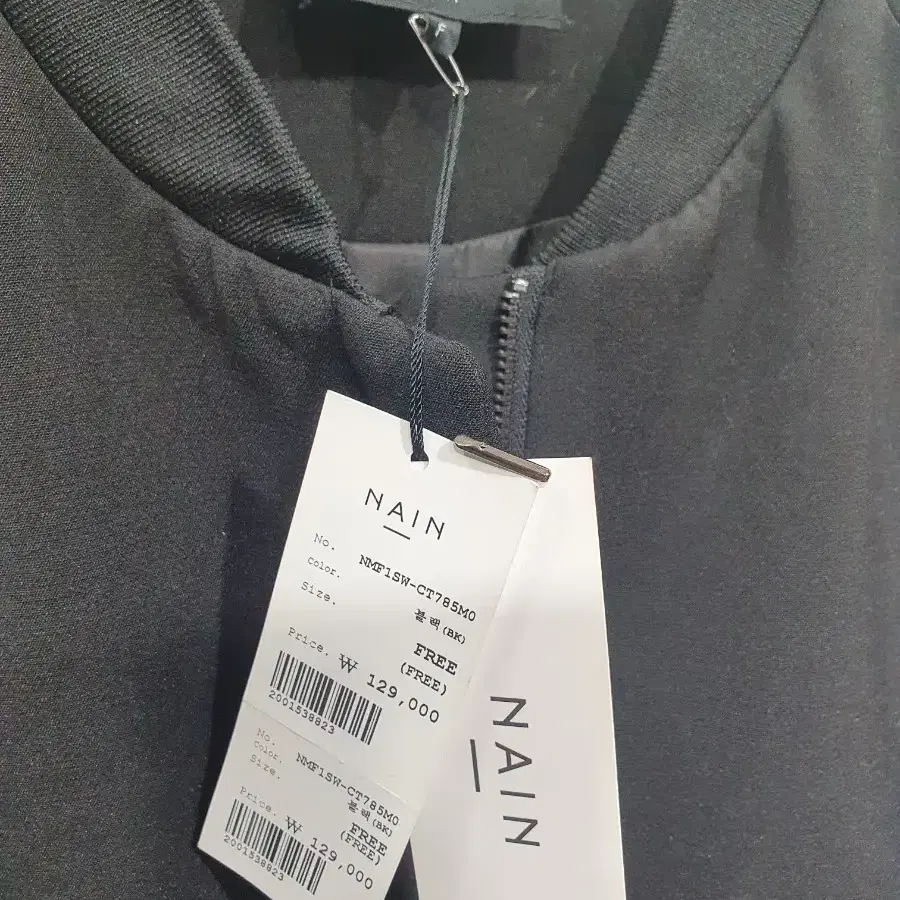 F
NAIN
No. NMF1SW-CT785M0
Color. 블랙(BK)
Size. FREE
(FREE)
Price. ₩ 129,000
2001538823
No. NMF1SW-CT785M0
Color. 블랙(BK)
Size. FREE
(FREE)
Price. ₩ 129,000
2001538823
NAIN